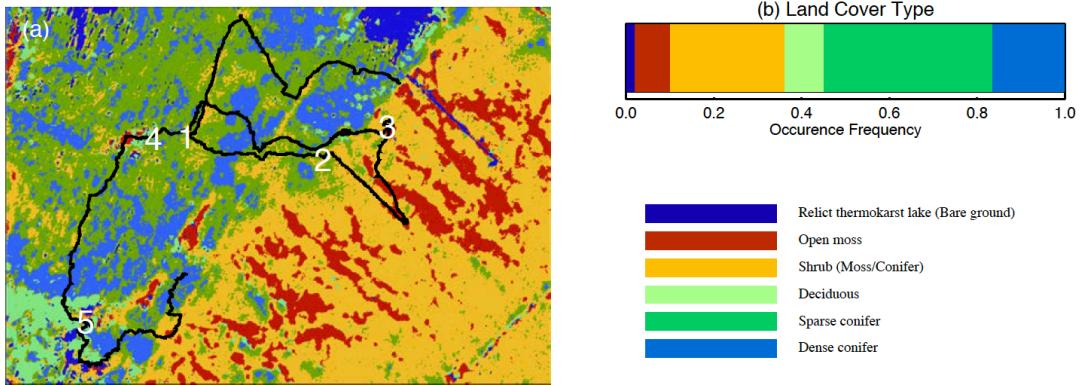 (a)
1
2
3
4
5
(b) Land Cover Type
0.0 0.2 0.4 0.6 0.8 1.0
Occurence Frequency
Relict thermokarst lake (Bare ground)
Open moss
Shrub (Moss/Conifer)
Deciduous
Sparse conifer
Dense conifer